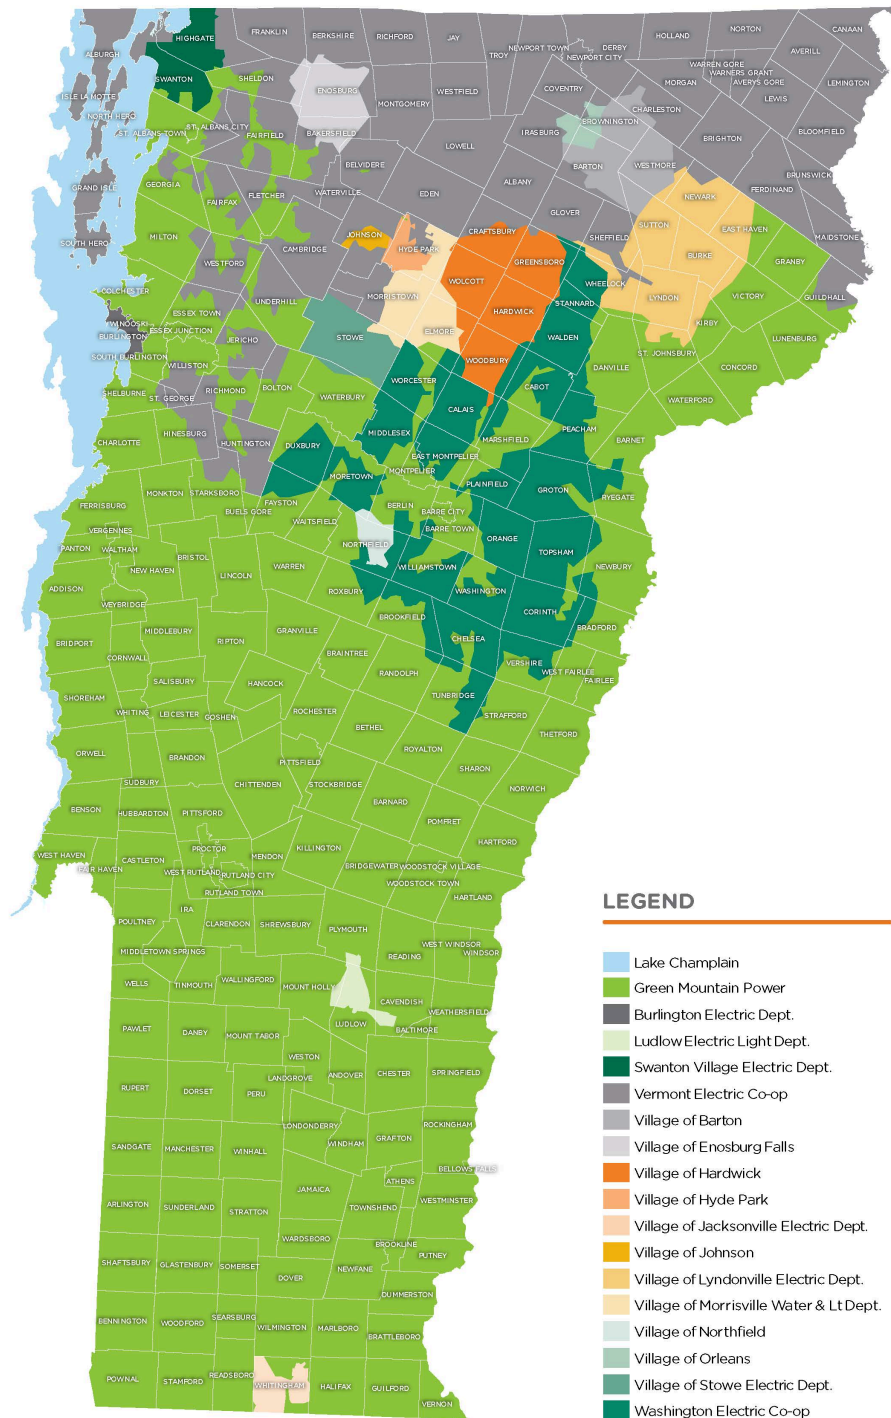 HIGHGATE
FRANKLIN
BERKSHIRE
RICHFORD
JAY
TROY
NEWPORT TOWN
NEWPORT CITY
DERBY
HOLLAND
NORTON
CANAAN
AVERILL
ALBURGH
SWANTON
SHELDON
ENOSBURG
MONTGOMERY
WESTFIELD
COVENTRY
CHARLESTON
MORGAN
WARREN GORE
WARNERS GRANT
AVERYS GORE
LEWIS
LEMINGTON
ISLE LA MOTTE
NORTH HERO
ST. ALBANS TOWN
ST. ALBANS CITY
FAIRFIELD
BAKERSFIELD
LOWELL
IRASBURG
BROWNINGTON
BRIGHTON
BLOOMFIELD
GRAND ISLE
GEORGIA
FAIRFAX
FLETCHER
WATERVILLE
BELVIDERE
EDEN
ALBANY
BARTON
WESTMORE
NEWARK
FERDINAND
BRUNSWICK
SOUTH HERO
MILTON
WESTFORD
CAMBRIDGE
JOHNSON
HYDE PARK
CRAFTSBURY
GLOVER
SHEFFIELD
SUTTON
EAST HAVEN
MAIDSTONE
COLCHESTER
ESSEX TOWN
UNDERHILL
MORRISTOWN
WOLCOTT
GREENSBORO
WHEELOCK
BURKE
GRANBY
WINOOSKI
BURLINGTON
ESSEX JUNCTION
JERICHO
STOWE
ELMORE
HARDWICK
STANNARD
LYNDON
VICTORY
GUILDHALL
SOUTH BURLINGTON
WILLISTON
WOODBURY
WALDEN
KIRBY
LUNENBURG
SHELBURNE
ST. GEORGE
RICHMOND
BOLTON
WATERBURY
WORCESTER
CALAIS
CABOT
DANVILLE
ST. JOHNSBURY
CONCORD
CHARLOTTE
HINESBURG
HUNTINGTON
DUXBURY
MIDDLESEX
EAST MONTPELIER
MARSHFIELD
PEACHAM
BARNET
WATERFORD
FERRISBURG
MONKTON
STARKSBORO
BUELS GORE
FAYSTON
MORETOWN
MONTPELIER
PLAINFIELD
GROTON
RYEGATE
VERGENNES
PANTON
WALTHAM
NEW HAVEN
BRISTOL
WAITSFIELD
NORTHFIELD
BERLIN
BARRE CITY
BARRE TOWN
ORANGE
TOPSHAM
NEWBURY
ADDISON
WEYBRIDGE
LINCOLN
WARREN
ROXBURY
WILLIAMSTOWN
WASHINGTON
CORINTH
BRADFORD
BRIDPORT
CORNWALL
MIDDLEBURY
RIPTON
GRANVILLE
BRAINTREE
BROOKFIELD
CHELSEA
VERSHIRE
WEST FAIRLEE
FAIRLEE
SHOREHAM
WHITING
SALISBURY
LEICESTER
GOSHEN
HANCOCK
ROCHESTER
RANDOLPH
TUNBRIDGE
STRAFFORD
THETFORD
ORWELL
SUDBURY
BRANDON
CHITTENDEN
PITTSFIELD
STOCKBRIDGE
BETHEL
ROYALTON
SHARON
NORWICH
BENSON
HUBBARDTON
PITTSFORD
BARNARD
POMFRET
HARTFORD
WEST HAVEN
FAIR HAVEN
CASTLETON
PROCTOR
WEST RUTLAND
RUTLAND CITY
RUTLAND TOWN
MENDON
KILLINGTON
BRIDGEWATER
WOODSTOCK VILLAGE
WOODSTOCK TOWN
HARTLAND
POULTNEY
IRA
CLARENDON
SHREWSBURY
PLYMOUTH
READING
WEST WINDSOR
WINDSOR
MIDDLETOWN SPRINGS
WELLS
TINMOUTH
WALLINGFORD
MOUNT HOLLY
LUDLOW
CAVENDISH
WEATHERSFIELD
BALTIMORE
PAWLET
DANBY
MOUNT TABOR
WESTON
LANDGROVE
ANDOVER
CHESTER
SPRINGFIELD
RUPERT
DORSET
PERU
LONDONDERRY
WINDHAM
GRAFTON
ROCKINGHAM
BELLOWS FALLS
SANDGATE
MANCHESTER
WINHALL
JAMAICA
ATHENS
TOWNSHEND
WESTMINSTER
ARLINGTON
SUNDERLAND
STRATTON
WARDSBORO
BROOKLINE
PUTNEY
SHAFTSBURY
GLASTENBURY
SOMERSET
DOVER
NEWFANE
DUMMERSTON
BENNINGTON
WOODFORD
SEARSBURG
WILMINGTON
MARLBORO
BRATTLEBORO
POWNAL
STAMFORD
READSBORO
WHITINGHAM
HALIFAX
GUILFORD
VERNON
LEGEND
Lake Champlain
Green Mountain Power
Burlington Electric Dept.
Ludlow Electric Light Dept.
Swanton Village Electric Dept.
Vermont Electric Co-op
Village of Barton
Village of Enosburg Falls
Village of Hardwick
Village of Hyde Park
Village of Jacksonville Electric Dept.
Village of Johnson
Village of Lyndonville Electric Dept.
Village of Morrisville Water & Lt Dept.
Village of Northfield
Village of Orleans
Village of Stowe Electric Dept.
Washington Electric Co-op